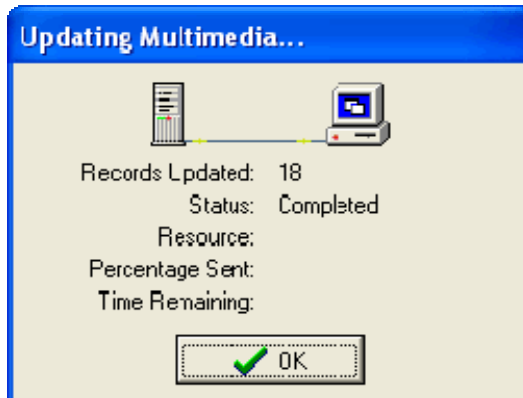 Updating Multimedia...
Records Updated: 18
Status: Completed
Resource:
Percentage Sent:
Time Remaining:
OK